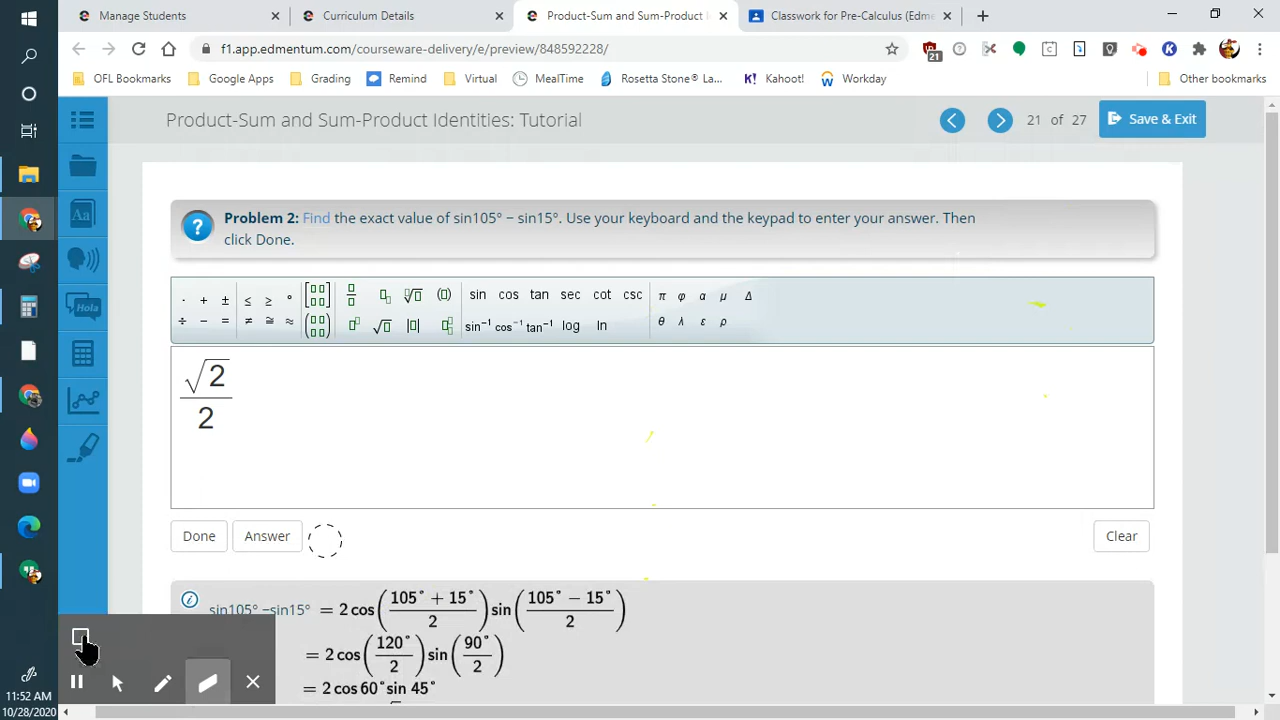 Manage Students
Curriculum Details
Product-Sum and Sum-Product
Classwork for Pre-Calculus (Edme
f1.app.edmentum.com/courseware-delivery/e/preview/848592228/
21
OFL Bookmarks
Google Apps
Grading
Remind
Virtual
MealTime
Rosetta Stone® La...
K! Kahoot!
Workday
Other bookmarks
Product-Sum and Sum-Product Identities: Tutorial
21 of 27
Save & Exit
Aa
Hola
? Problem 2: Find the exact value of sin105° − sin15°. Use your keyboard and the keypad to enter your answer. Then
click Done.
· + ± ≤ ≥ ° sin cos tan sec cot csc π φ α μ Δ
÷ − = ≠ ≅ ≈ sin⁻¹ cos⁻¹ tan⁻¹ log ln θ λ ε ρ
√2
2
Done
Answer
Clear
sin105° −sin15° = 2 cos((105° + 15°)/2) sin((105° − 15°)/2)
= 2 cos(120°/2) sin(90°/2)
= 2 cos 60° sin 45°
11:52 AM
10/28/2020